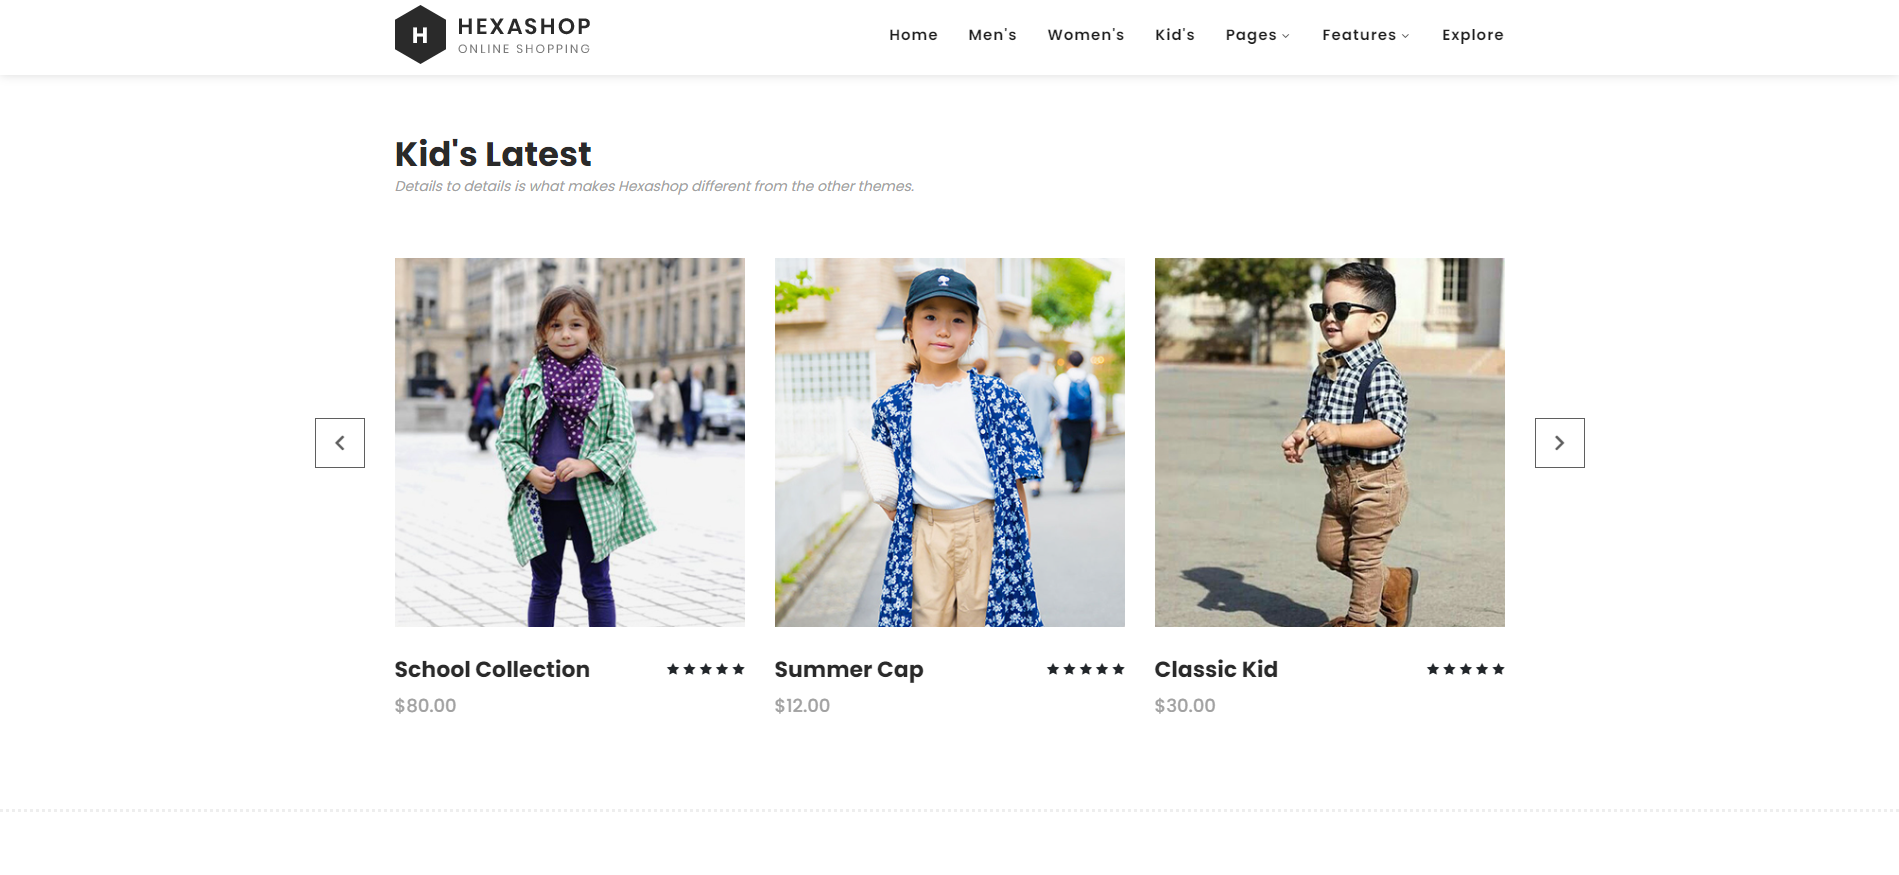 H
HEXASHOP
ONLINE SHOPPING
Home Men's Women's Kid's Pages Features Explore
Kid's Latest
Details to details is what makes Hexashop different from the other themes.
School Collection
$80.00
Summer Cap
$12.00
Classic Kid
$30.00